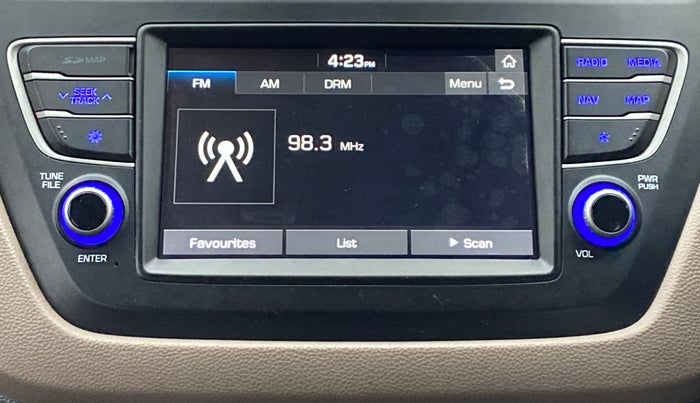 4:23PM
FM AM DRM Menu
98.3 MHz
Favourites List Scan
MAP
SEEK
TRACK
TUNE
FILE
ENTER
RADIO MEDIA
NAV MAP
PWR
PUSH
VOL